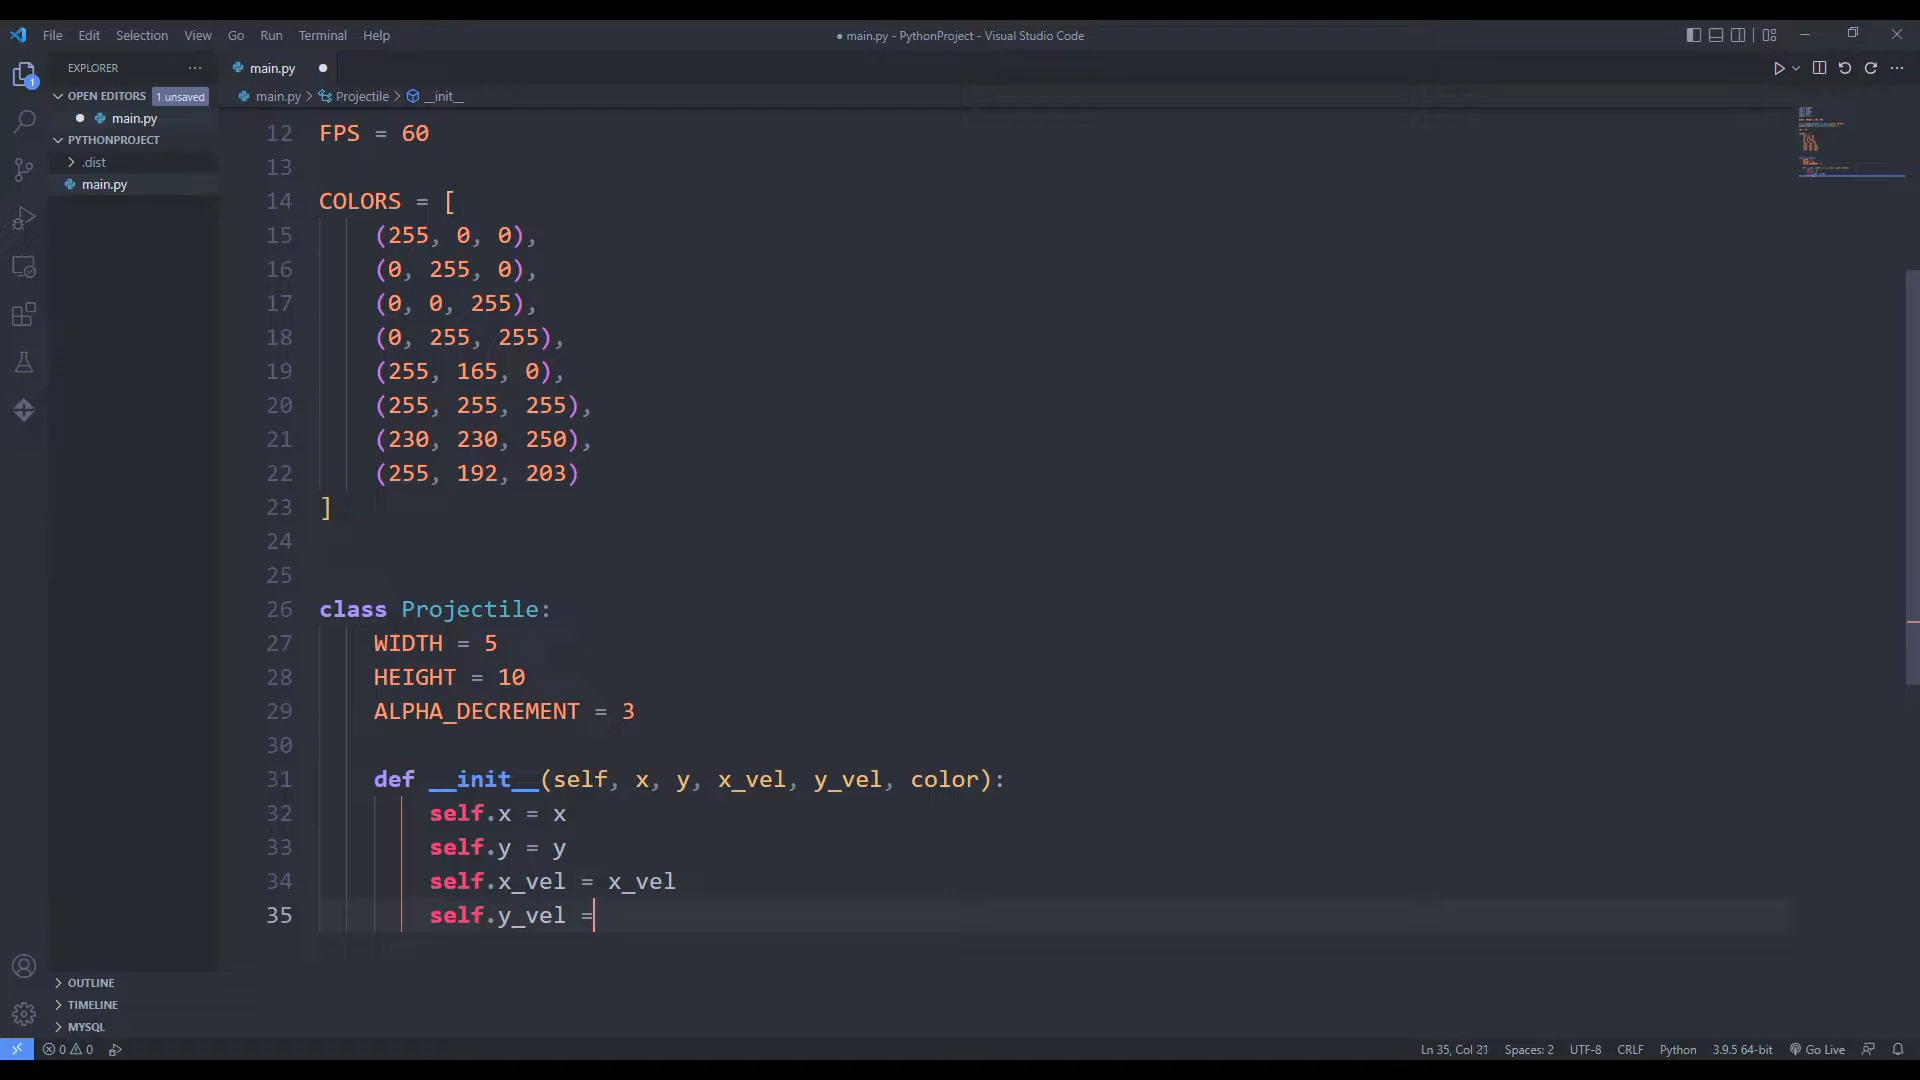 File Edit Selection View Go Run Terminal Help
● main.py - PythonProject - Visual Studio Code
EXPLORER
main.py
OPEN EDITORS 1 unsaved
main.py > Projectile > __init__
main.py
PYTHONPROJECT
.dist
main.py
1
12 FPS = 60
13
14 COLORS = [
15 (255, 0, 0),
16 (0, 255, 0),
17 (0, 0, 255),
18 (0, 255, 255),
19 (255, 165, 0),
20 (255, 255, 255),
21 (230, 230, 250),
22 (255, 192, 203)
23 ]
24
25
26 class Projectile:
27 WIDTH = 5
28 HEIGHT = 10
29 ALPHA_DECREMENT = 3
30
31 def __init__(self, x, y, x_vel, y_vel, color):
32 self.x = x
33 self.y = y
34 self.x_vel = x_vel
35 self.y_vel =
OUTLINE
TIMELINE
MYSQL
0 0 Ln 35, Col 21 Spaces: 2 UTF-8 CRLF Python 3.9.5 64-bit Go Live